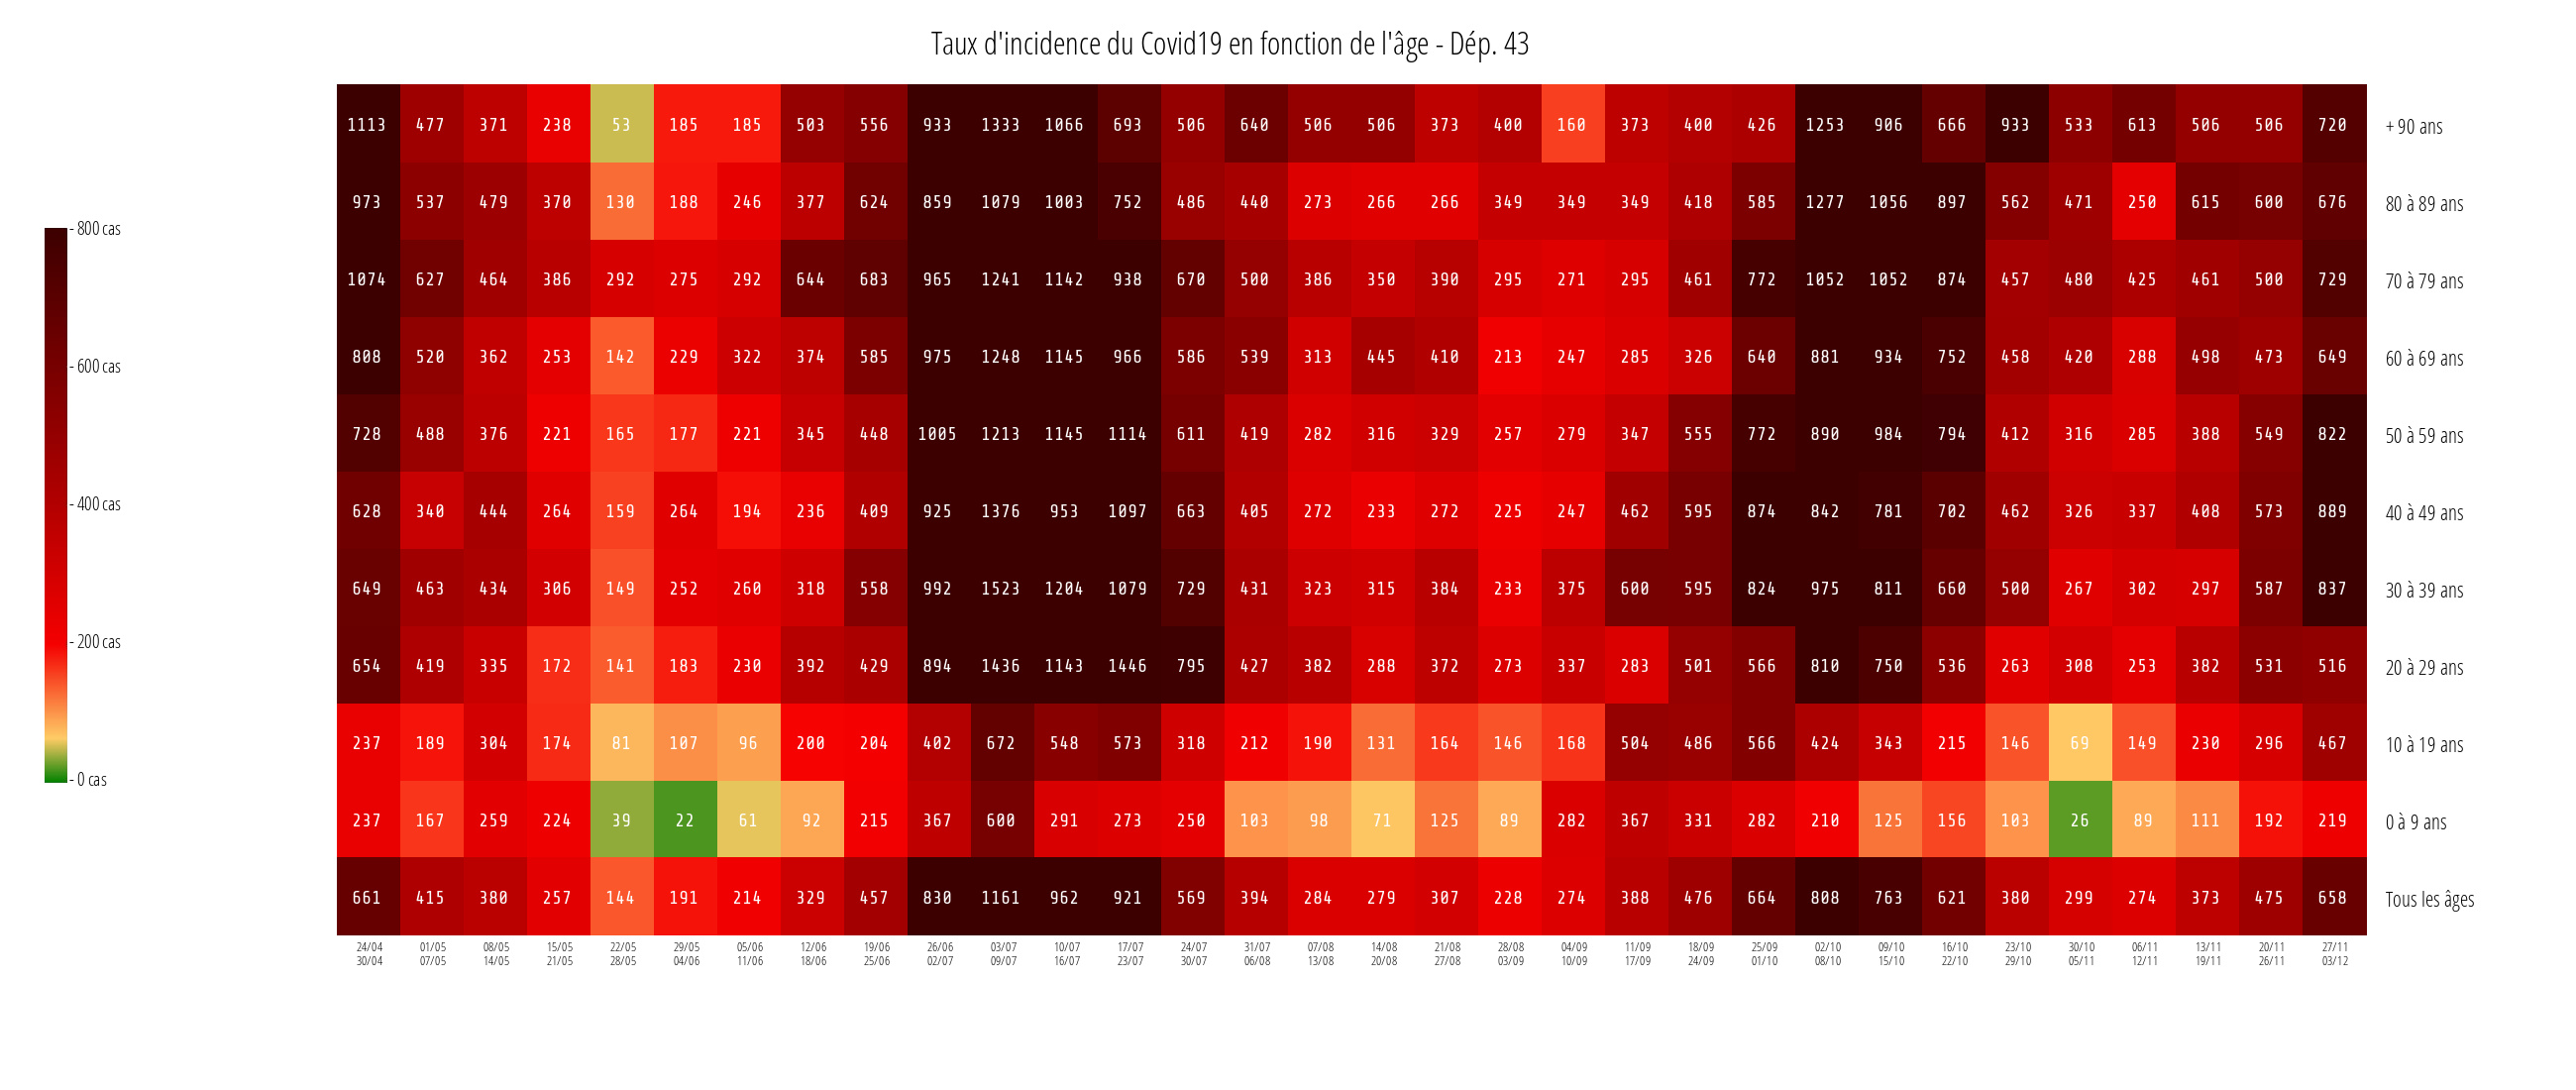 Taux d'incidence du Covid19 en fonction de l'âge - Dép. 43
1113 477 371 238 53 185 185 503 556 933 1333 1066 693 506 640 506 506 373 400 160 373 400 426 1253 906 666 933 533 613 506 506 720 + 90 ans
973 537 479 370 130 188 246 377 624 859 1079 1003 752 486 440 273 266 266 349 349 349 418 585 1277 1056 897 562 471 250 615 600 676 80 à 89 ans
- 800 cas
1074 627 464 386 292 275 292 644 683 965 1241 1142 938 670 500 386 350 390 295 271 295 461 772 1052 1052 874 457 480 425 461 500 729 70 à 79 ans
808 520 362 253 142 229 322 374 585 975 1248 1145 966 586 539 313 445 410 213 247 285 326 640 881 934 752 458 420 288 498 473 649 60 à 69 ans
- 600 cas
728 488 376 221 165 177 221 345 448 1005 1213 1145 1114 611 419 282 316 329 257 279 347 555 772 890 984 794 412 316 285 388 549 822 50 à 59 ans
- 400 cas
628 340 444 264 159 264 194 236 409 925 1376 953 1097 663 405 272 233 272 225 247 462 595 874 842 781 702 462 326 337 408 573 889 40 à 49 ans
649 463 434 306 149 252 260 318 558 992 1523 1204 1079 729 431 323 315 384 233 375 600 595 824 975 811 660 500 267 302 297 587 837 30 à 39 ans
- 200 cas
654 419 335 172 141 183 230 392 429 894 1436 1143 1446 795 427 382 288 372 273 337 283 501 566 810 750 536 263 308 253 382 531 516 20 à 29 ans
237 189 304 174 81 107 96 200 204 402 672 548 573 318 212 190 131 164 146 168 504 486 566 424 343 215 146 69 149 230 296 467 10 à 19 ans
- 0 cas
237 167 259 224 39 22 61 92 215 367 600 291 273 250 103 98 71 125 89 282 367 331 282 210 125 156 103 26 89 111 192 219 0 à 9 ans
661 415 380 257 144 191 214 329 457 830 1161 962 921 569 394 284 279 307 228 274 388 476 664 808 763 621 380 299 274 373 475 658 Tous les âges
24/04 01/05 08/05 15/05 22/05 29/05 05/06 12/06 19/06 26/06 03/07 10/07 17/07 24/07 31/07 07/08 14/08 21/08 28/08 04/09 11/09 18/09 25/09 02/10 09/10 16/10 23/10 30/10 06/11 13/11 20/11 27/11
30/04 07/05 14/05 21/05 28/05 04/06 11/06 18/06 25/06 02/07 09/07 16/07 23/07 30/07 06/08 13/08 20/08 27/08 03/09 10/09 17/09 24/09 01/10 08/10 15/10 22/10 29/10 05/11 12/11 19/11 26/11 03/12